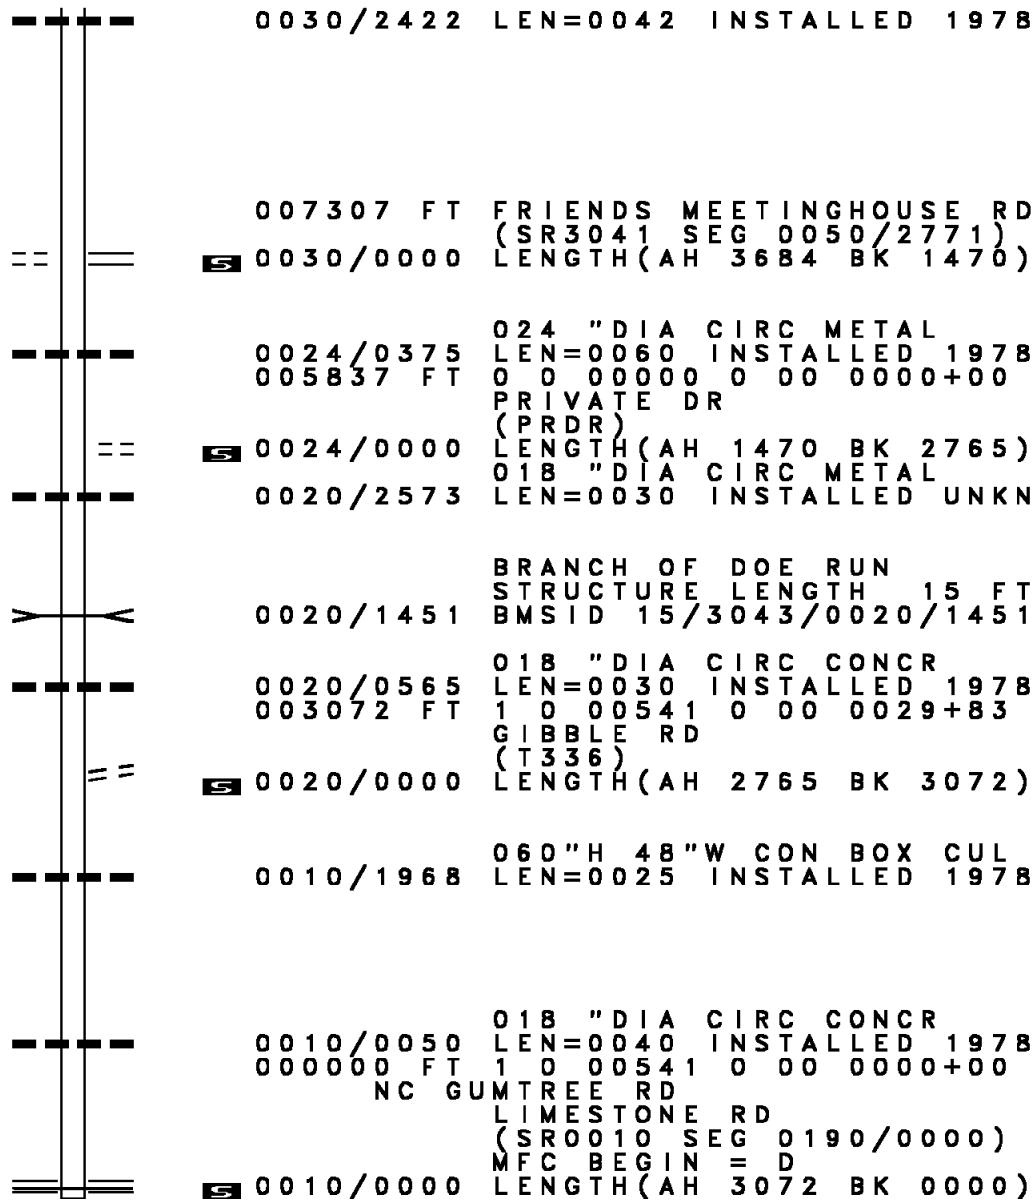 0030/2422 LEN=0042 INSTALLED 1978
007307 FT FRIENDS MEETINGHOUSE RD
(SR3041 SEG 0050/2771)
S 0030/0000 LENGTH(AH 3684 BK 1470)
024 "DIA CIRC METAL
0024/0375 LEN=0060 INSTALLED 1978
005837 FT 0 0 00000 0 00 0000+00
PRIVATE DR
(PRDR)
S 0024/0000 LENGTH(AH 1470 BK 2765)
018 "DIA CIRC METAL
0020/2573 LEN=0030 INSTALLED UNKN
BRANCH OF DOE RUN
STRUCTURE LENGTH 15 FT
0020/1451 BMSID 15/3043/0020/1451
018 "DIA CIRC CONCR
0020/0565 LEN=0030 INSTALLED 1978
003072 FT 1 0 00541 0 00 0029+83
GIBBLE RD
(T336)
S 0020/0000 LENGTH(AH 2765 BK 3072)
060"H 48"W CON BOX CUL
0010/1968 LEN=0025 INSTALLED 1978
018 "DIA CIRC CONCR
0010/0050 LEN=0040 INSTALLED 1978
000000 FT 1 0 00541 0 00 0000+00
NC GUMTREE RD
LIMESTONE RD
(SR0010 SEG 0190/0000)
MFC BEGIN = D
S 0010/0000 LENGTH(AH 3072 BK 0000)